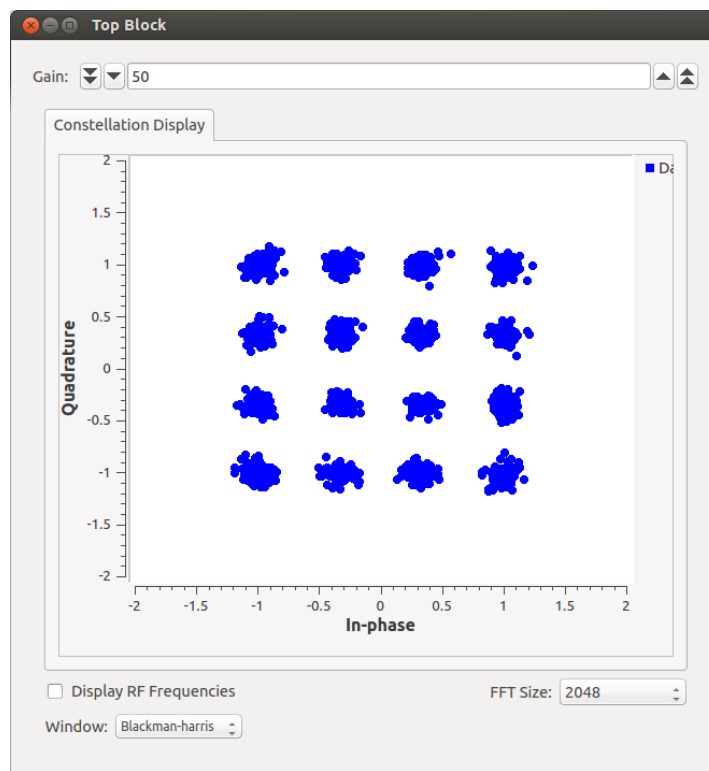 Top Block
Gain: 50
Constellation Display
Da
2
1.5
1
0.5
0
-0.5
-1
-1.5
-2
Quadrature
-2 -1.5 -1 -0.5 0 0.5 1 1.5 2
In-phase
Display RF Frequencies FFT Size: 2048
Window: Blackman-harris